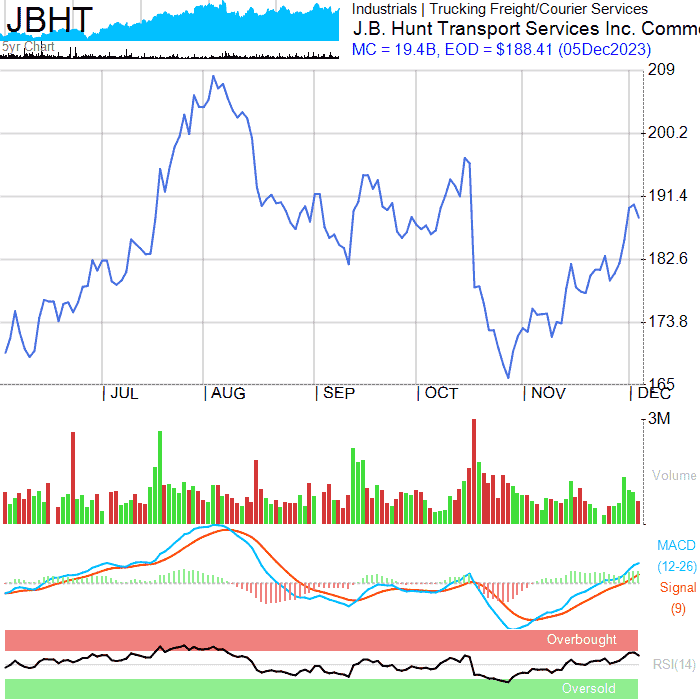 JBHT
5yr Chart
Industrials | Trucking Freight/Courier Services
J.B. Hunt Transport Services Inc. Comm
MC = 19.4B, EOD = $188.41 (05Dec2023)
209
200.2
191.4
182.6
173.8
165
| JUL | AUG | SEP | OCT | NOV | DEC
3M
Volume
MACD
(12-26)
Signal
(9)
Overbought
RSI(14)
Oversold